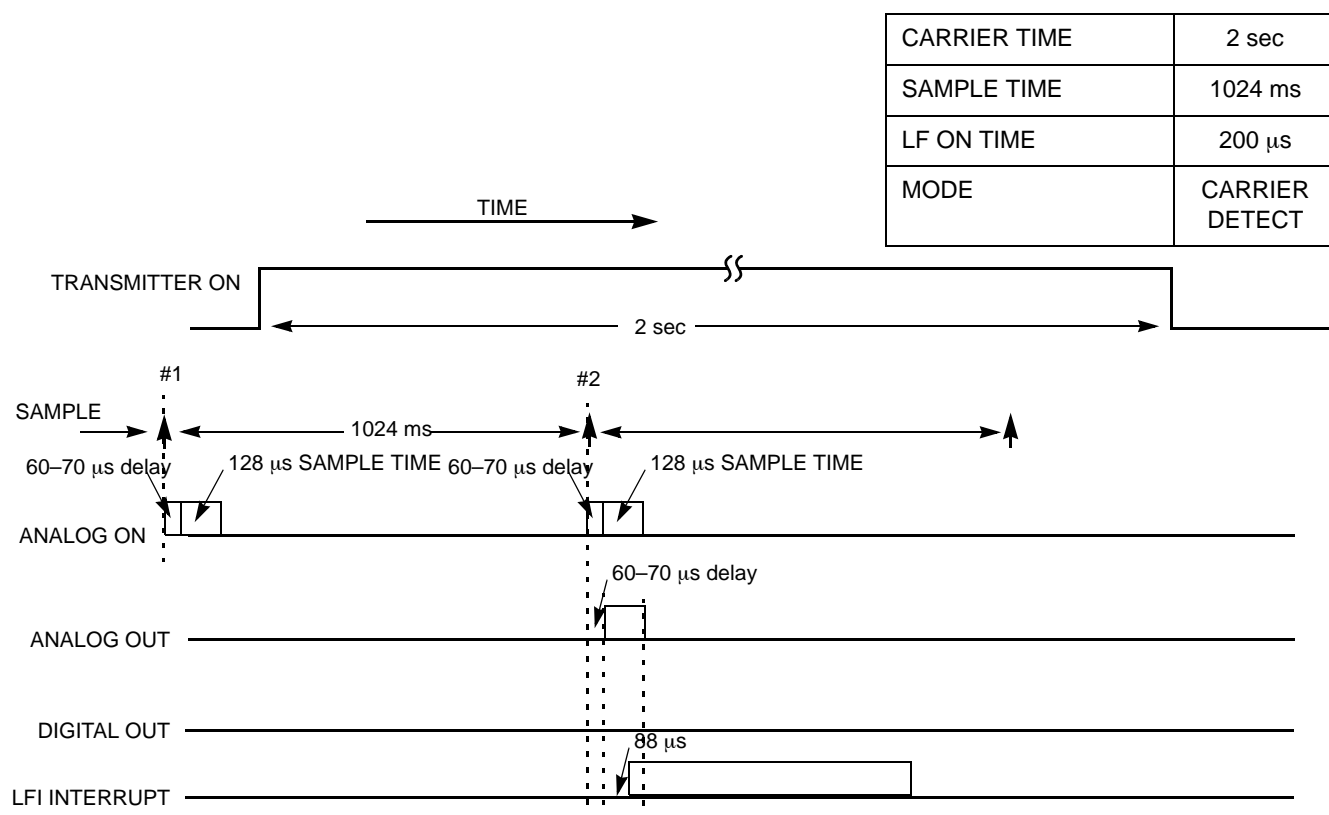 CARRIER TIME 2 sec
SAMPLE TIME 1024 ms
LF ON TIME 200 μs
MODE CARRIER
DETECT
TIME
TRANSMITTER ON
2 sec
#1
#2
SAMPLE
1024 ms
60–70 μs delay
128 μs SAMPLE TIME
60–70 μs delay
128 μs SAMPLE TIME
ANALOG ON
60–70 μs delay
ANALOG OUT
DIGITAL OUT
88 μs
LFI INTERRUPT